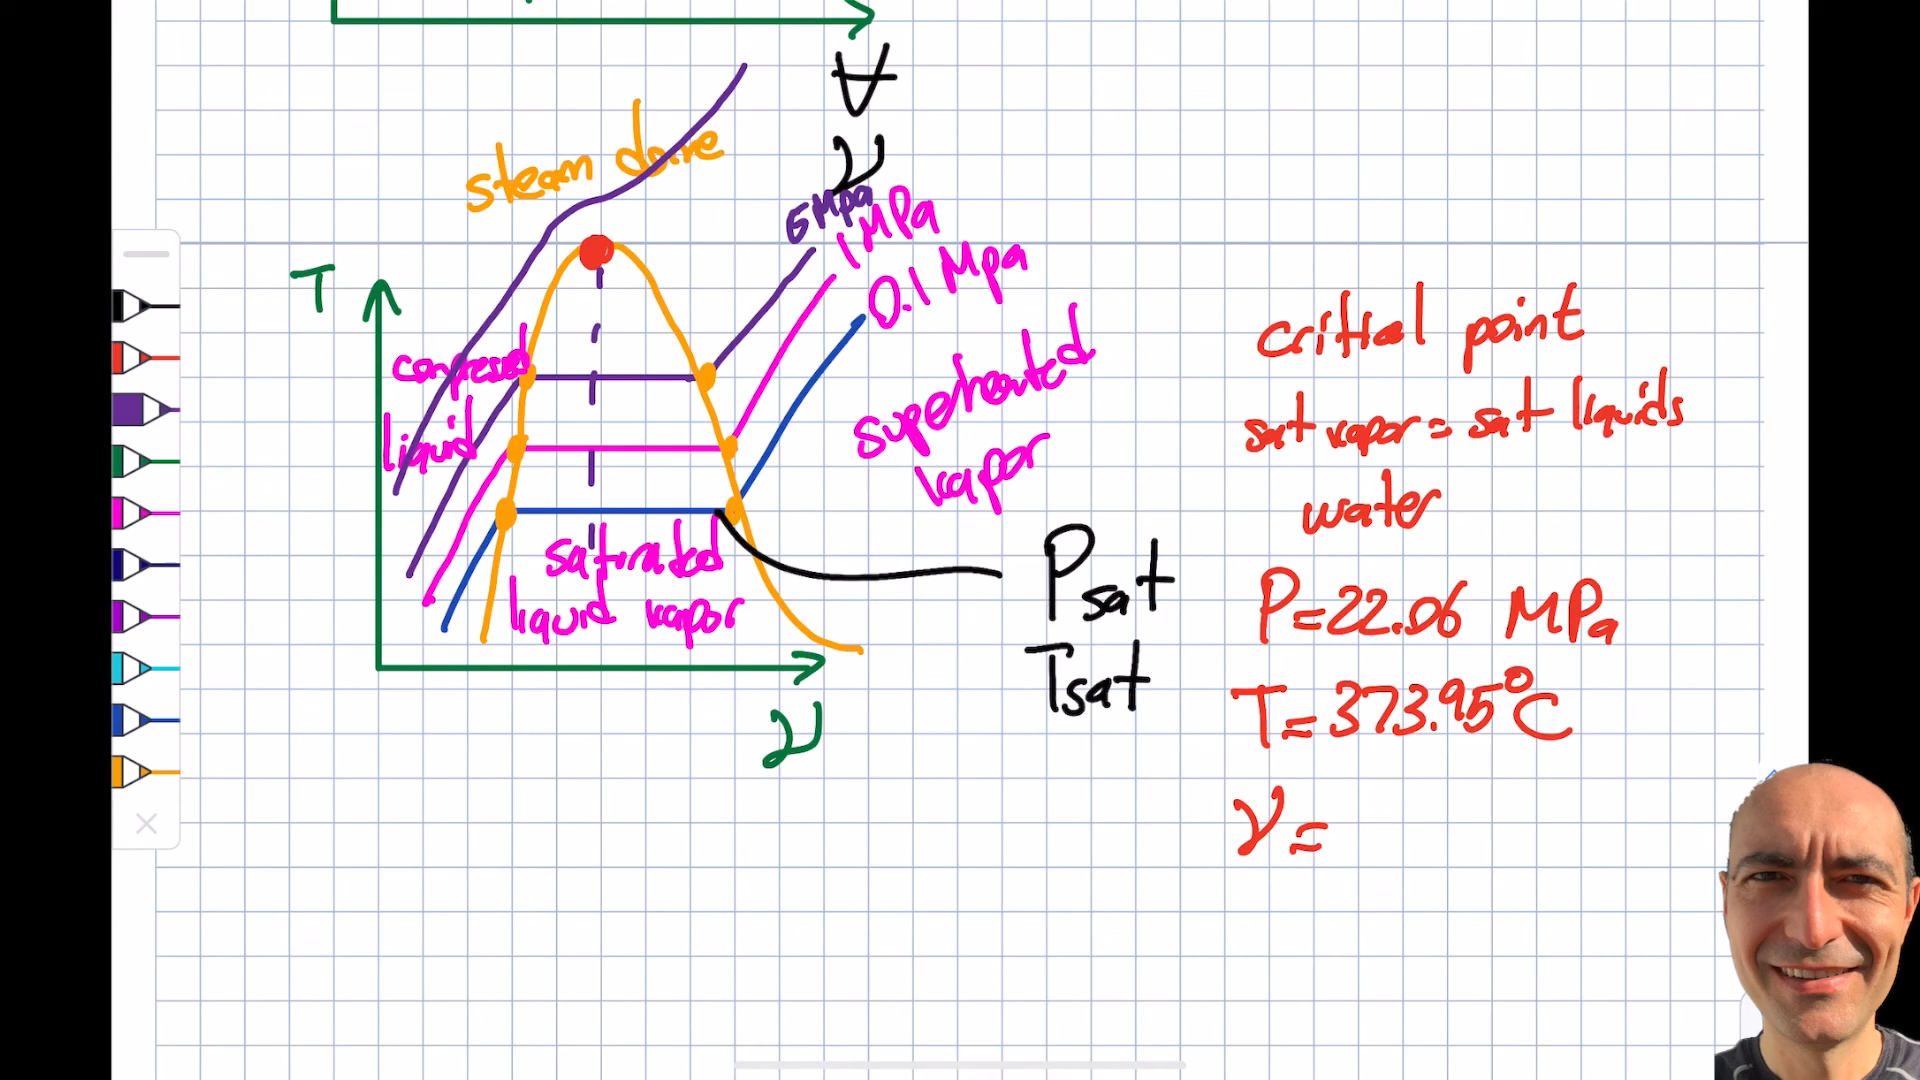 V
ν
steam dome
5 MPa
1 MPa
0.1 MPa
T
compressed
liquid
superheated
vapor
saturated
liquid vapor
ν
Psat
Tsat
critical point
sat vapor = sat liquids
water
P=22.06 MPa
T=373.95°C
ν=